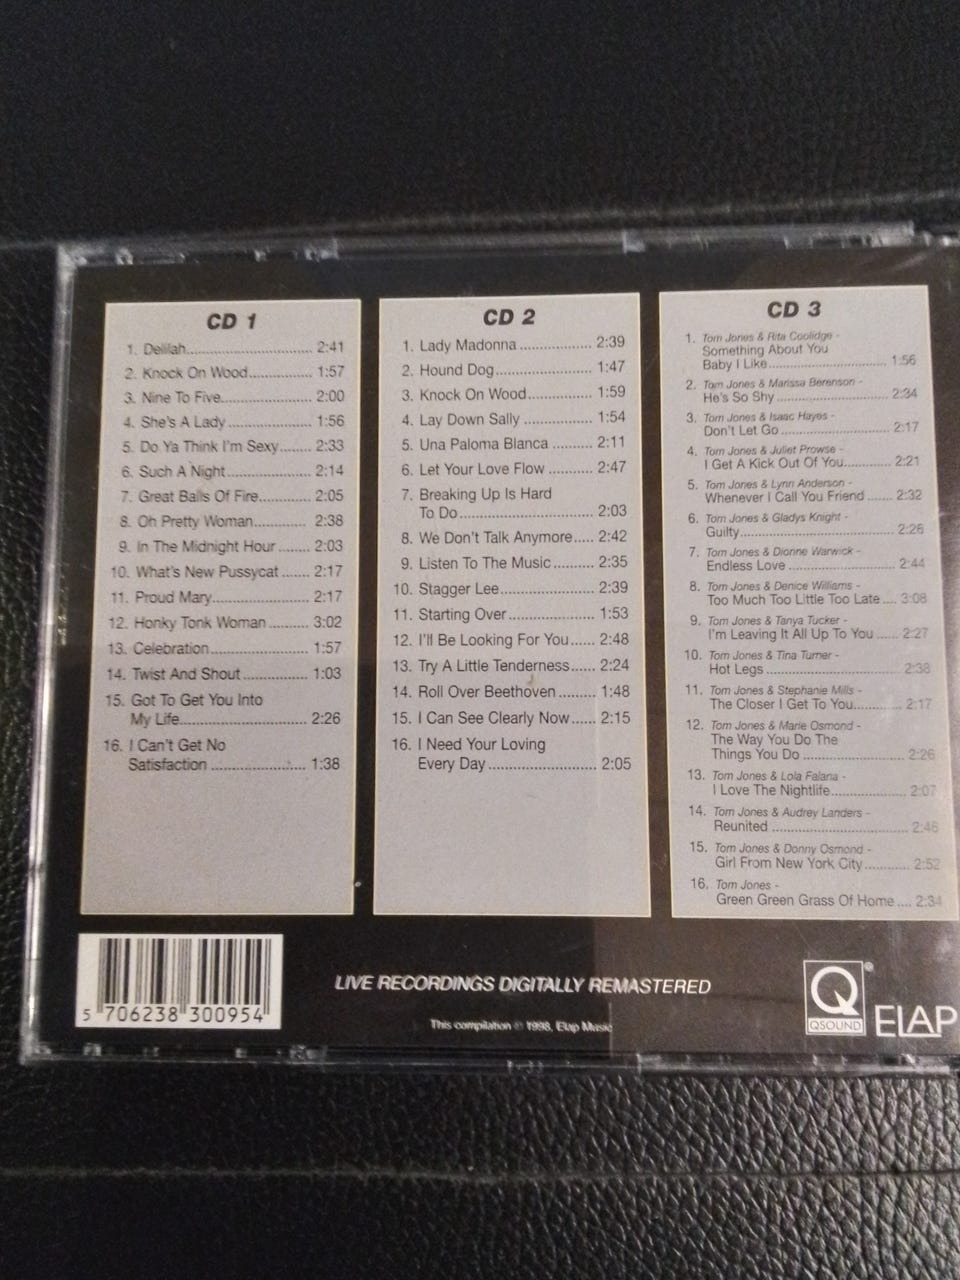 CD 1
1. Delilah 2:41
2. Knock On Wood 1:57
3. Nine To Five 2:00
4. She's A Lady 1:56
5. Do Ya Think I'm Sexy 2:33
6. Such A Night 2:14
7. Great Balls Of Fire 2:05
8. Oh Pretty Woman 2:38
9. In The Midnight Hour 2:03
10. What's New Pussycat 2:17
11. Proud Mary 2:17
12. Honky Tonk Woman 3:02
13. Celebration 1:57
14. Twist And Shout 1:03
15. Got To Get You Into
My Life 2:26
16. I Can't Get No
Satisfaction 1:38
CD 2
1. Lady Madonna 2:39
2. Hound Dog 1:47
3. Knock On Wood 1:59
4. Lay Down Sally 1:54
5. Una Paloma Blanca 2:11
6. Let Your Love Flow 2:47
7. Breaking Up Is Hard
To Do 2:03
8. We Don't Talk Anymore 2:42
9. Listen To The Music 2:35
10. Stagger Lee 2:39
11. Starting Over 1:53
12. I'll Be Looking For You 2:48
13. Try A Little Tenderness 2:24
14. Roll Over Beethoven 1:48
15. I Can See Clearly Now 2:15
16. I Need Your Loving
Every Day 2:05
CD 3
1. Tom Jones & Rita Coolidge -
Something About You
Baby I Like 1:56
2. Tom Jones & Marissa Berenson -
He's So Shy 2:34
3. Tom Jones & Isaac Hayes -
Don't Let Go 2:17
4. Tom Jones & Juliet Prowse -
I Get A Kick Out Of You 2:21
5. Tom Jones & Lynn Anderson -
Whenever I Call You Friend 2:32
6. Tom Jones & Gladys Knight -
Guilty 2:26
7. Tom Jones & Dionne Warwick -
Endless Love 2:44
8. Tom Jones & Denice Williams -
Too Much Too Little Too Late 3:08
9. Tom Jones & Tanya Tucker -
I'm Leaving It All Up To You 2:27
10. Tom Jones & Tina Turner -
Hot Legs 2:38
11. Tom Jones & Stephanie Mills -
The Closer I Get To You 2:17
12. Tom Jones & Marie Osmond -
The Way You Do The
Things You Do 2:26
13. Tom Jones & Lola Falana -
I Love The Nightlife 2:07
14. Tom Jones & Audrey Landers -
Reunited 2:46
15. Tom Jones & Donny Osmond -
Girl From New York City 2:52
16. Tom Jones -
Green Green Grass Of Home 2:34
5 706238 300954
LIVE RECORDINGS DIGITALLY REMASTERED
This compilation © 1998, Elap Music
Q®
QSOUND
ELAP